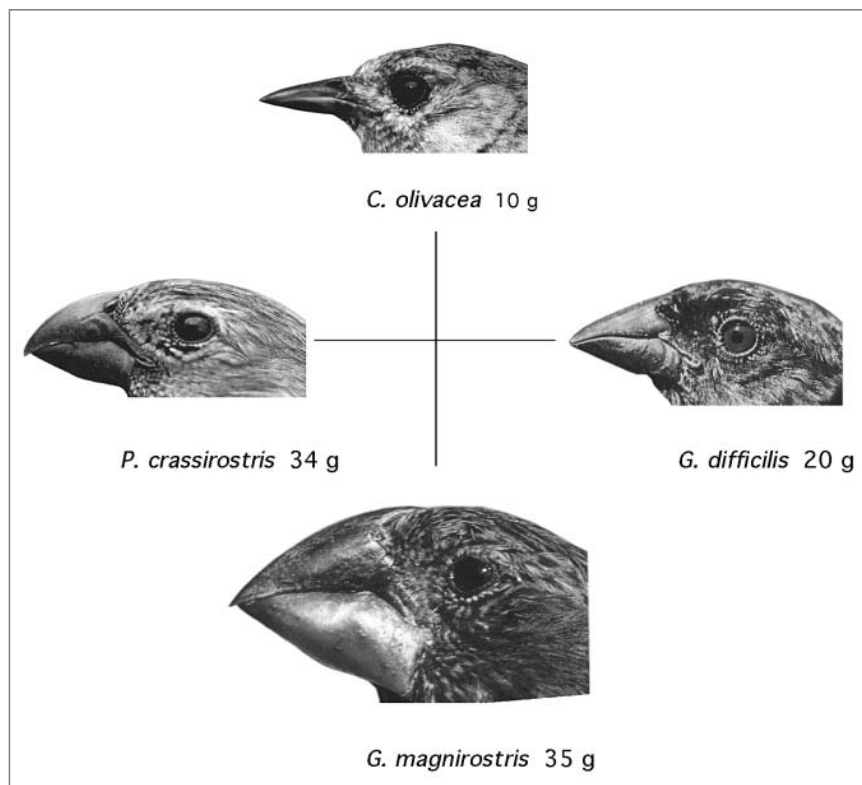 C. olivacea 10 g
P. crassirostris 34 g
G. difficilis 20 g
G. magnirostris 35 g